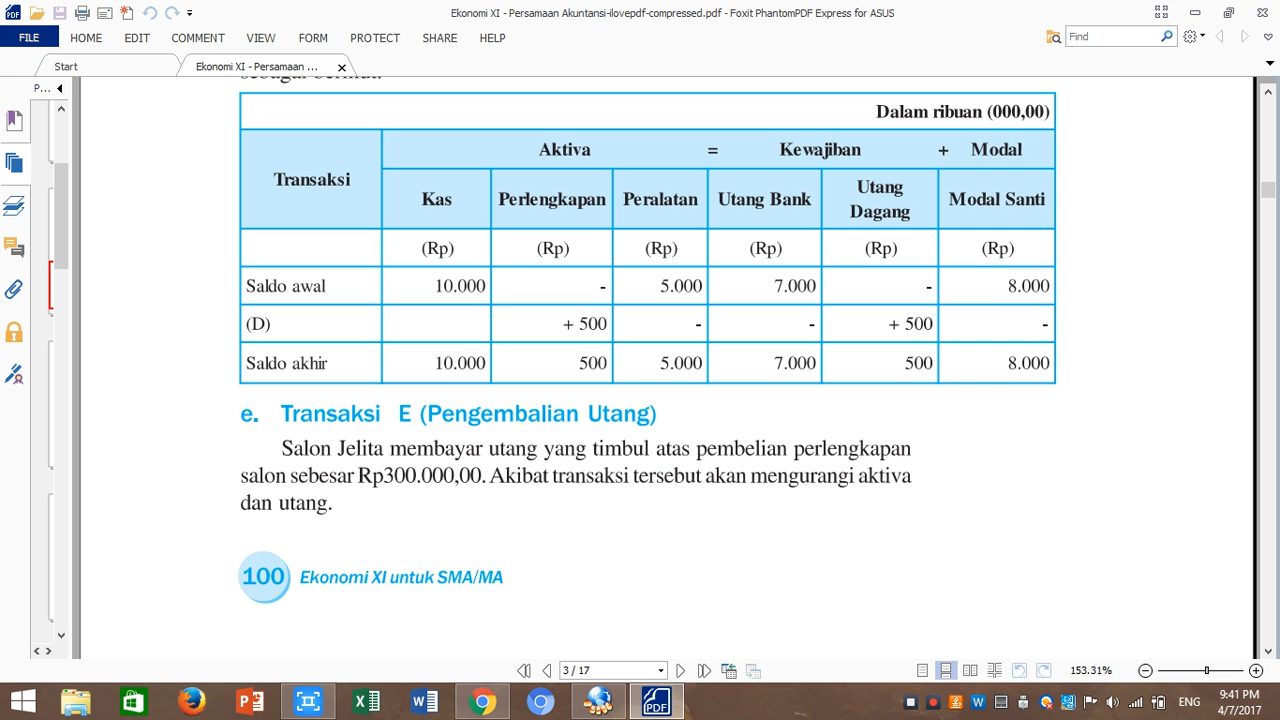 Ekonomi XI - Persamaan Akuntansi-ilovepdf-compressed.pdf - Foxit PhantomPDF Express for ASUS
FILE HOME EDIT COMMENT VIEW FORM PROTECT SHARE HELP Find
Start Ekonomi XI - Persamaan ...
P...
sebagai berikut.
Dalam ribuan (000,00)
Transaksi Aktiva = Kewajiban + Modal
Kas Perlengkapan Peralatan Utang Bank Utang Dagang Modal Santi
(Rp) (Rp) (Rp) (Rp) (Rp) (Rp)
Saldo awal 10.000 - 5.000 7.000 - 8.000
(D) + 500 - - + 500 -
Saldo akhir 10.000 500 5.000 7.000 500 8.000
e. Transaksi E (Pengembalian Utang)
Salon Jelita membayar utang yang timbul atas pembelian perlengkapan
salon sebesar Rp300.000,00. Akibat transaksi tersebut akan mengurangi aktiva
dan utang.
100 Ekonomi XI untuk SMA/MA
3 / 17 153.31%
ENG 9:41 PM
4/7/2017